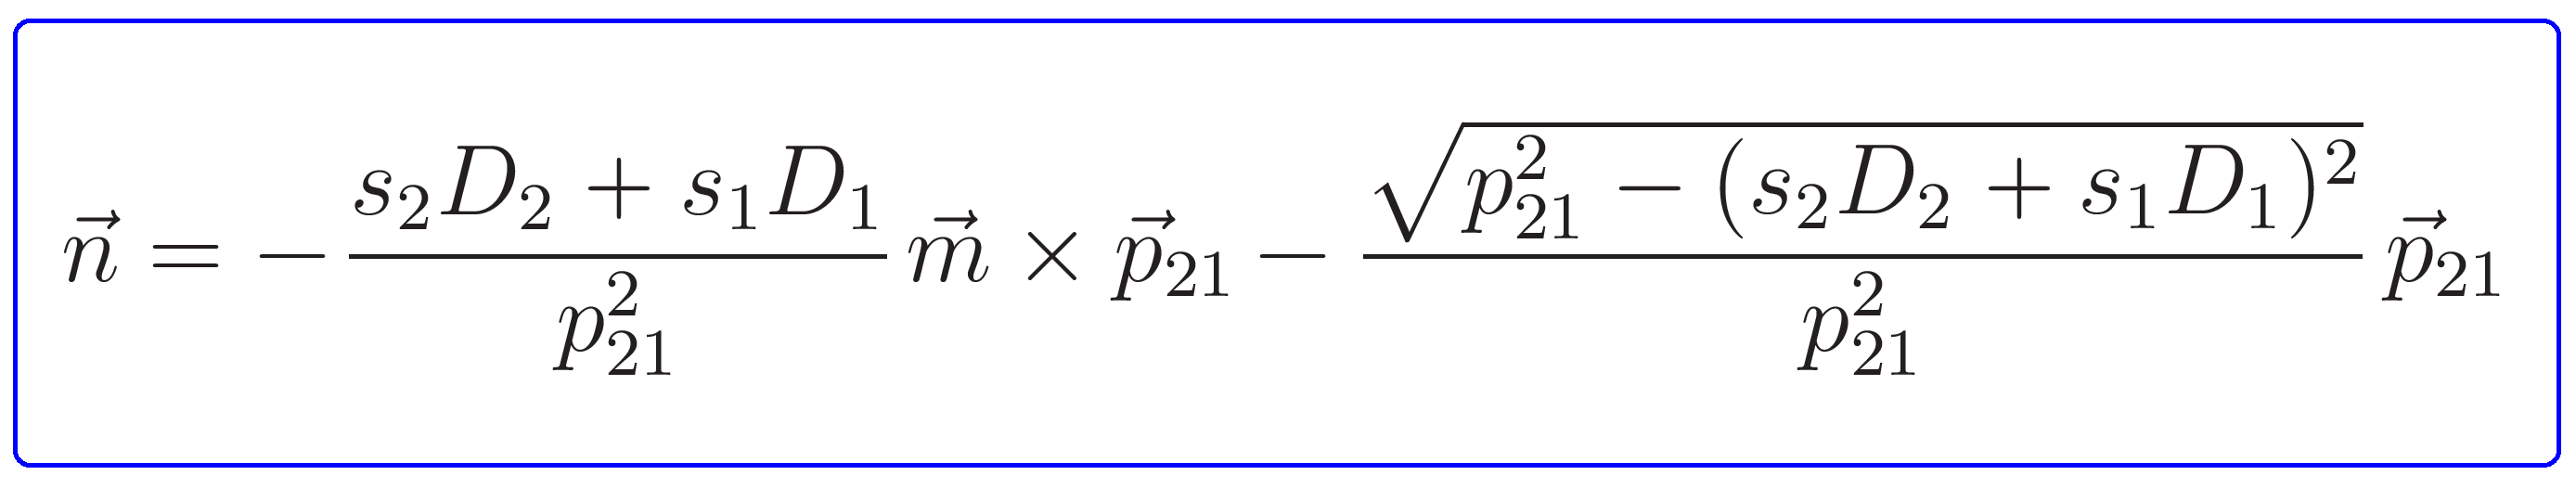 \vec{n} = -\frac{s_2 D_2 + s_1 D_1}{p_{21}^2} \vec{m} \times \vec{p}_{21} - \frac{\sqrt{p_{21}^2 - (s_2 D_2 + s_1 D_1)^2}}{p_{21}^2} \vec{p}_{21}